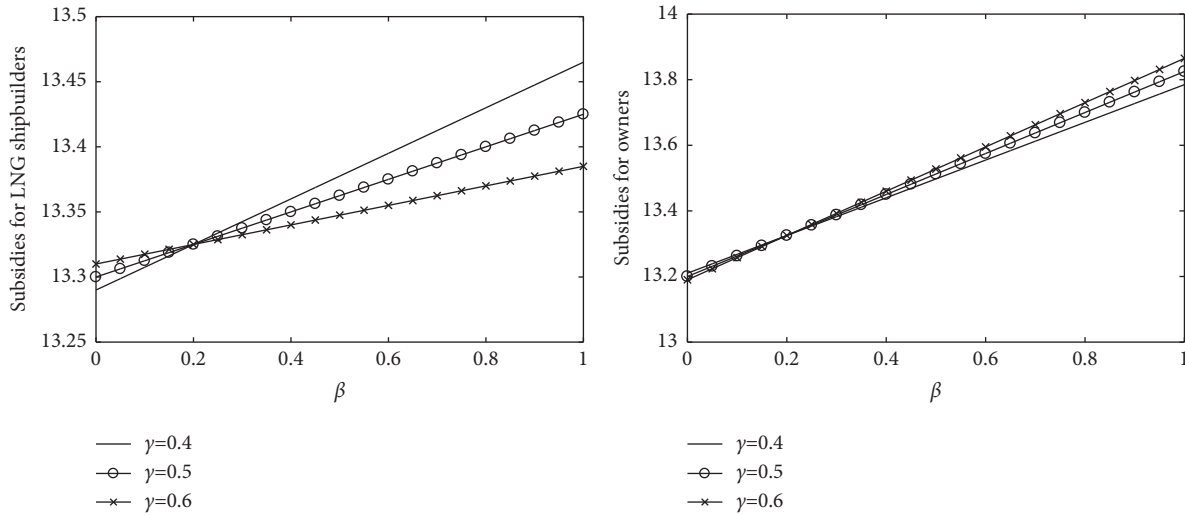 Subsidies for LNG shipbuilders
13.5
13.45
13.4
13.35
13.3
13.25
0 0.2 0.4 0.6 0.8 1
β
γ=0.4
γ=0.5
γ=0.6
Subsidies for owners
14
13.8
13.6
13.4
13.2
13
0 0.2 0.4 0.6 0.8 1
β
γ=0.4
γ=0.5
γ=0.6